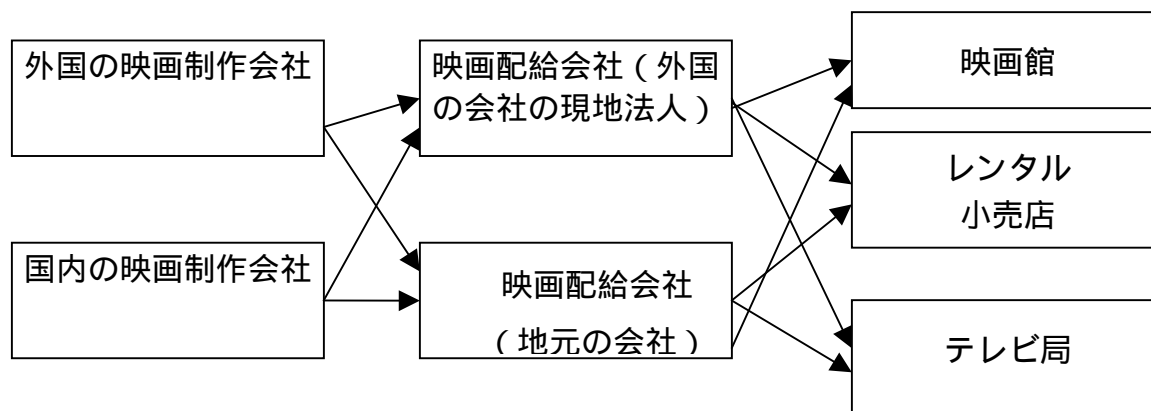 外国の映画制作会社
国内の映画制作会社
映画配給会社（外国
の会社の現地法人）
映画配給会社
（地元の会社）
映画館
レンタル
小売店
テレビ局